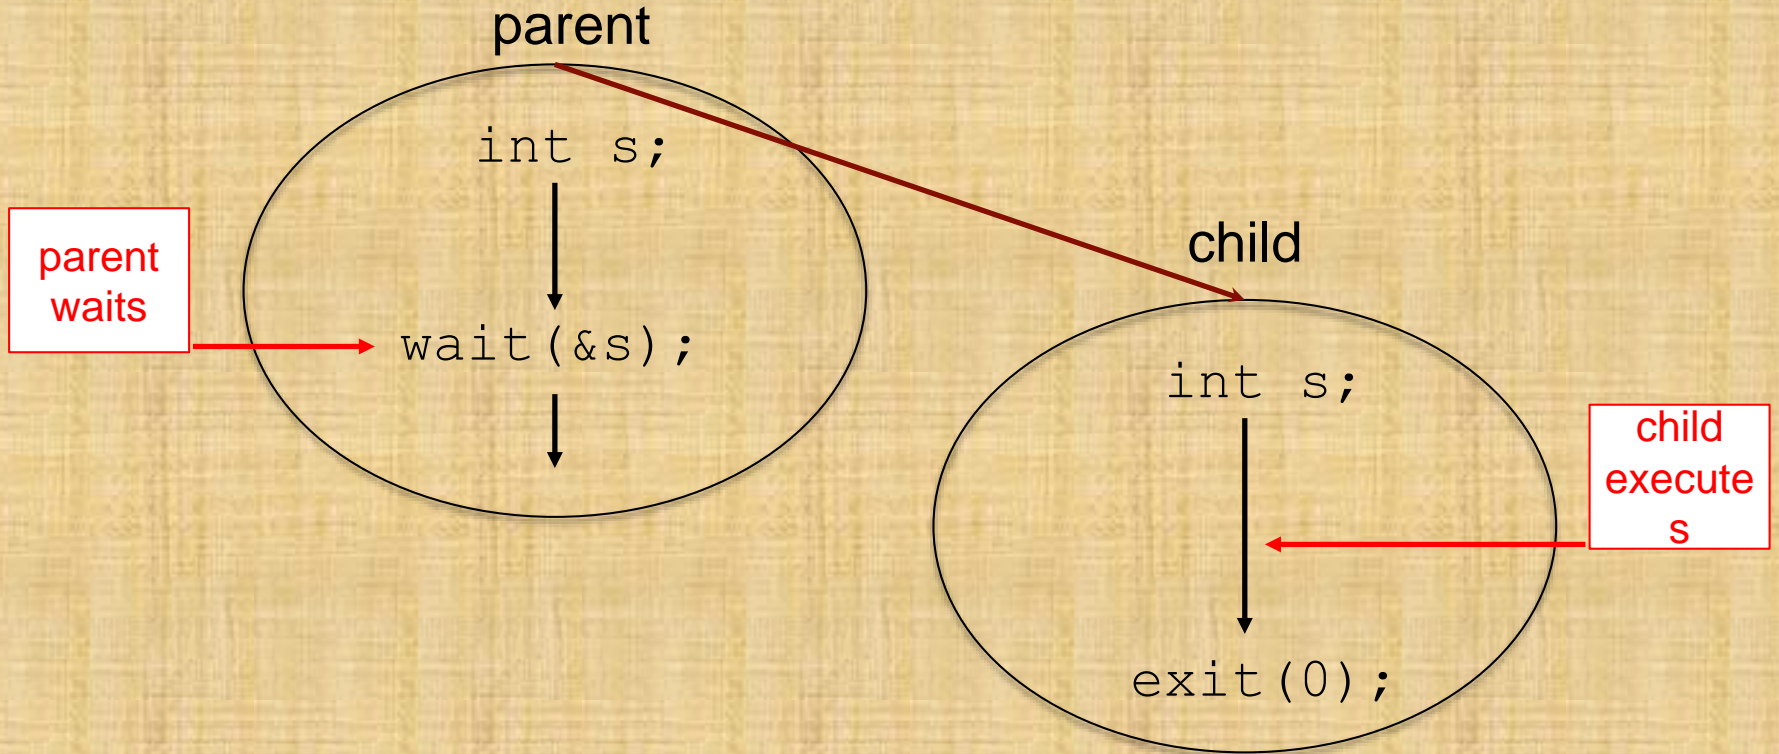 parent
int s;
parent
waits
wait(&s);
child
int s;
child
execute
s
exit(0);